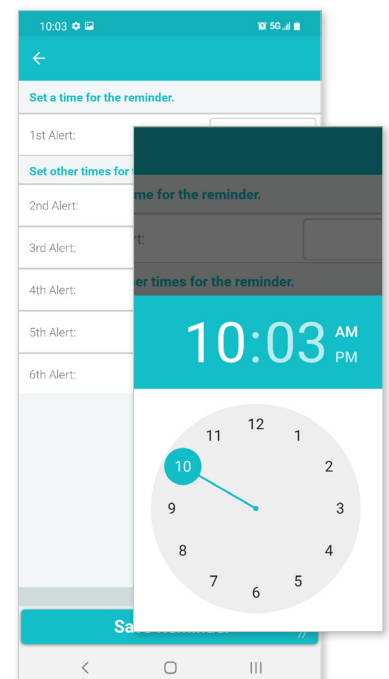 10:03
5G
Set a time for the reminder.
1st Alert:
Set other times for
2nd Alert:
3rd Alert:
4th Alert:
5th Alert:
6th Alert:
me for the reminder.
rt:
er times for the reminder.
10:03
AM
PM
12
1
2
3
4
5
6
7
8
9
10
11